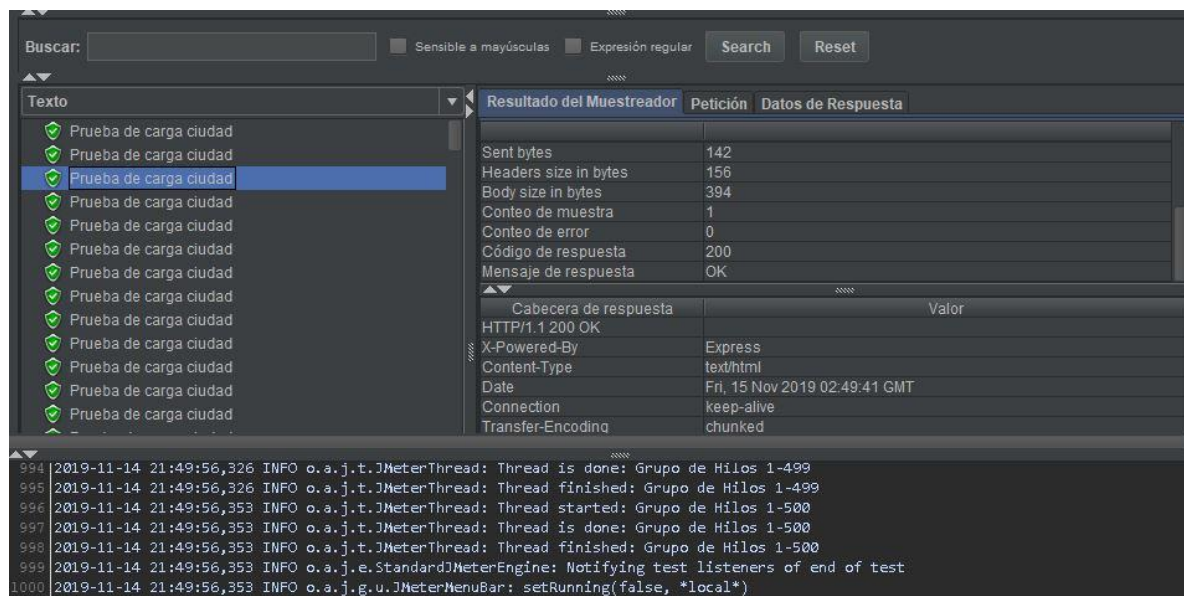 Buscar: Sensible a mayúsculas Expresión regular Search Reset
Texto
Prueba de carga ciudad
Prueba de carga ciudad
Prueba de carga ciudad
Prueba de carga ciudad
Prueba de carga ciudad
Prueba de carga ciudad
Prueba de carga ciudad
Prueba de carga ciudad
Prueba de carga ciudad
Prueba de carga ciudad
Prueba de carga ciudad
Prueba de carga ciudad
Prueba de carga ciudad
Resultado del Muestreador Petición Datos de Respuesta
Sent bytes 142
Headers size in bytes 156
Body size in bytes 394
Conteo de muestra 1
Conteo de error 0
Código de respuesta 200
Mensaje de respuesta OK
Cabecera de respuesta Valor
HTTP/1.1 200 OK
X-Powered-By Express
Content-Type text/html
Date Fri, 15 Nov 2019 02:49:41 GMT
Connection keep-alive
Transfer-Encoding chunked
994 2019-11-14 21:49:56,326 INFO o.a.j.t.JMeterThread: Thread is done: Grupo de Hilos 1-499
995 2019-11-14 21:49:56,326 INFO o.a.j.t.JMeterThread: Thread finished: Grupo de Hilos 1-499
996 2019-11-14 21:49:56,353 INFO o.a.j.t.JMeterThread: Thread started: Grupo de Hilos 1-500
997 2019-11-14 21:49:56,353 INFO o.a.j.t.JMeterThread: Thread is done: Grupo de Hilos 1-500
998 2019-11-14 21:49:56,353 INFO o.a.j.t.JMeterThread: Thread finished: Grupo de Hilos 1-500
999 2019-11-14 21:49:56,353 INFO o.a.j.e.StandardJMeterEngine: Notifying test listeners of end of test
1000 2019-11-14 21:49:56,353 INFO o.a.j.g.u.JMeterMenuBar: setRunning(false, *local*)